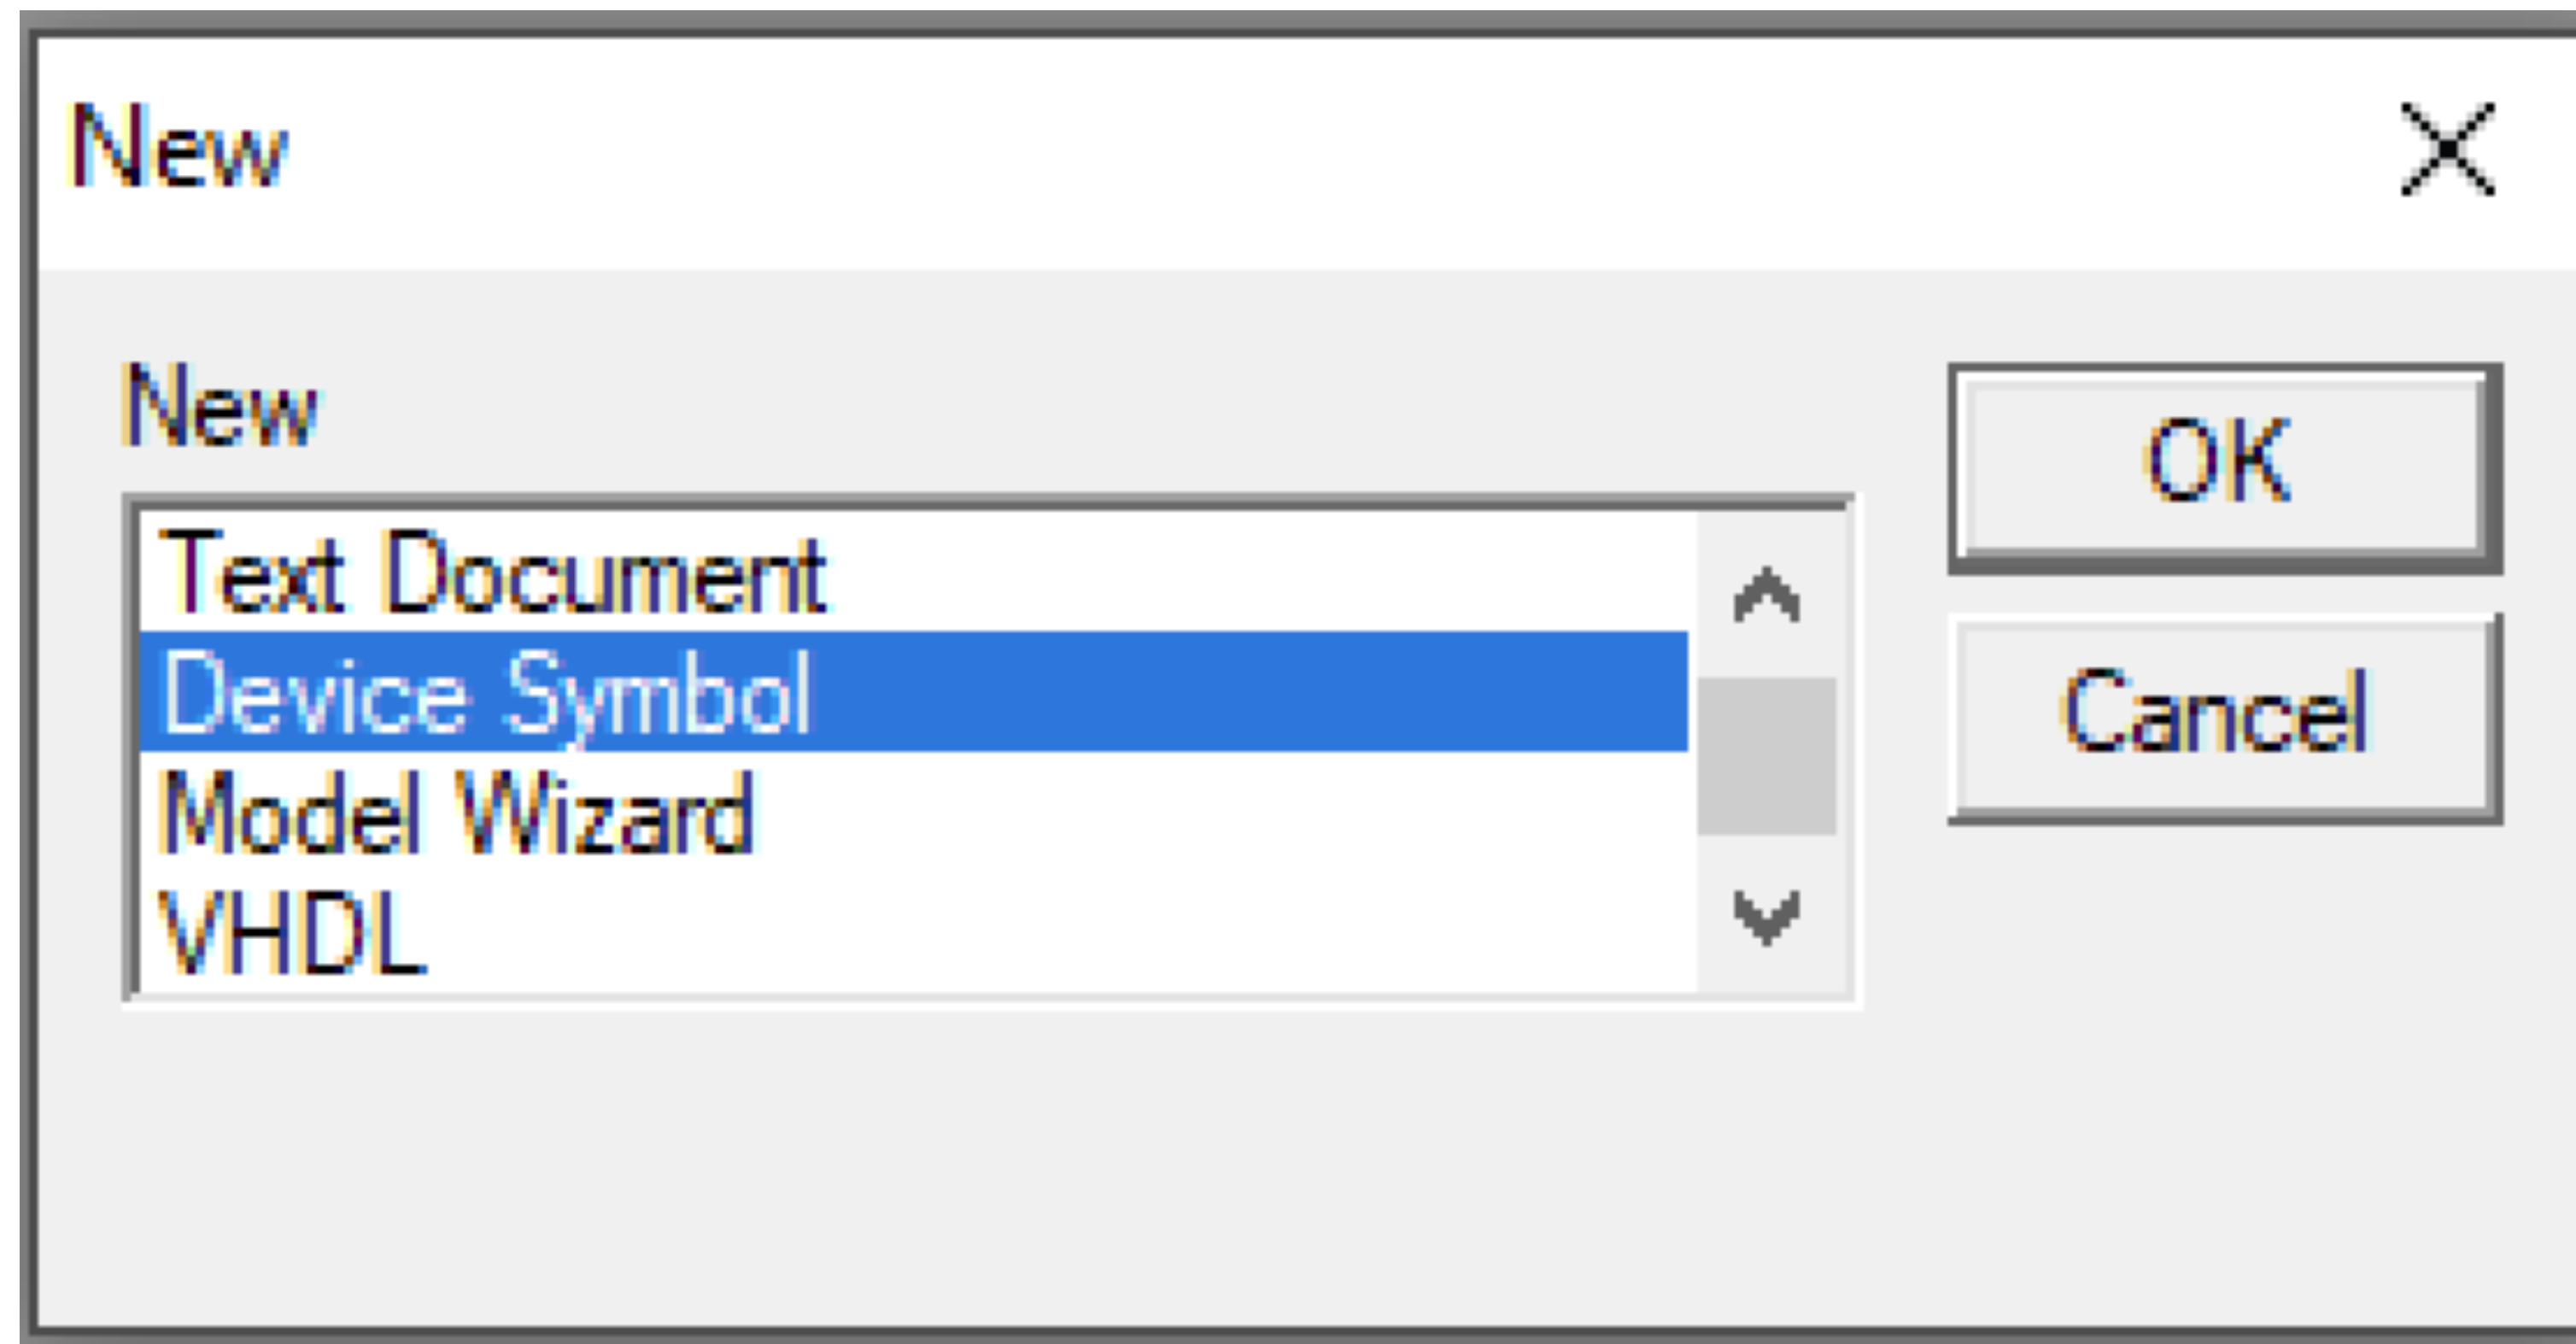 New
New
Text Document
Device Symbol
Model Wizard
VHDL
OK
Cancel